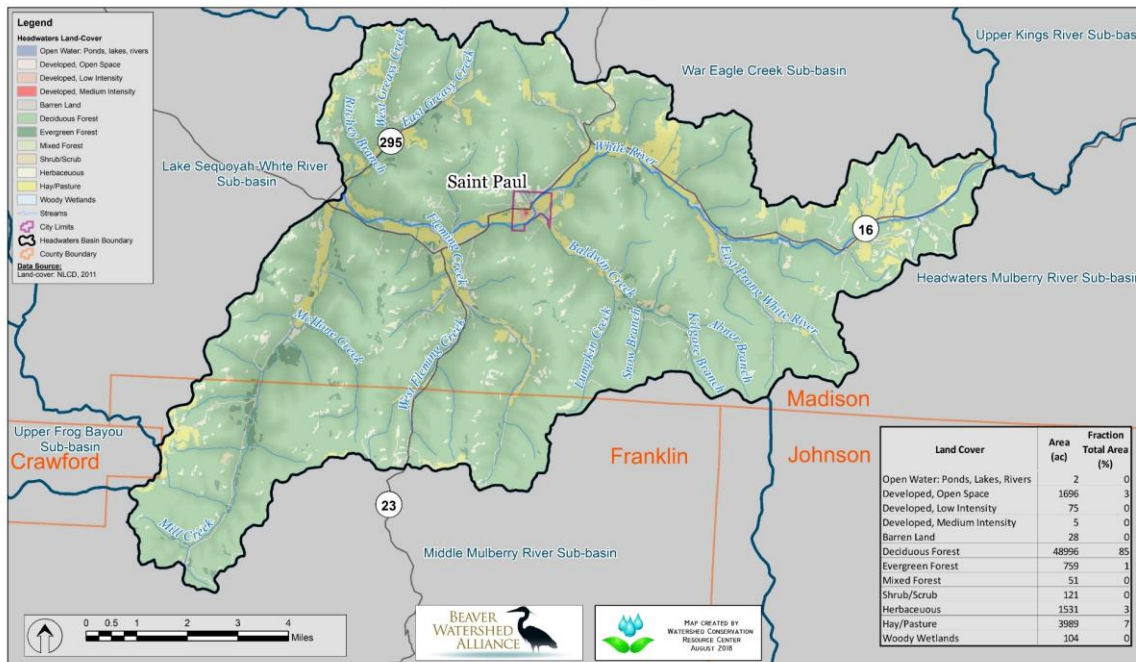 Legend
Headwaters Land-Cover
Open Water: Ponds, lakes, rivers
Developed, Open Space
Developed, Low Intensity
Developed, Medium Intensity
Barren Land
Deciduous Forest
Evergreen Forest
Mixed Forest
Shrub/Scrub
Herbaceuous
Hay/Pasture
Woody Wetlands
Streams
City Limits
Headwaters Basin Boundary
County Boundary
Data Source:
Land-cover: NLCD, 2011
Upper Kings River Sub-basin
War Eagle Creek Sub-basin
West Greasy Creek
East Greasy Creek
Ritchey Branch
295
Lake Sequoyah-White River
Sub-basin
White River
Saint Paul
16
Fleming Creek
Baldwin Creek
East Prong White River
Headwaters Mulberry River Sub-basin
McHone Creek
West Fleming Creek
Lumpkin Creek
Snow Branch
Kilgore Branch
Abner Branch
Madison
Upper Frog Bayou
Sub-basin
Crawford
Franklin
Johnson
23
Mill Creek
Middle Mulberry River Sub-basin
Land Cover Area (ac) Fraction Total Area (%)
Open Water: Ponds, Lakes, Rivers 2 0
Developed, Open Space 1696 3
Developed, Low Intensity 75 0
Developed, Medium Intensity 5 0
Barren Land 28 0
Deciduous Forest 48996 85
Evergreen Forest 759 1
Mixed Forest 51 0
Shrub/Scrub 121 0
Herbaceuous 1531 3
Hay/Pasture 3989 7
Woody Wetlands 104 0
0 0.5 1 2 3 4
Miles
BEAVER
WATERSHED
ALLIANCE
MAP CREATED BY
WATERSHED CONSERVATION
RESOURCE CENTER
AUGUST 2018